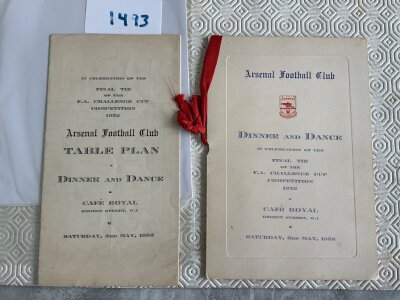 1493
IN CELEBRATION OF THE
FINAL TIE
OF THE
F.A. CHALLENGE CUP
COMPETITION
1952
Arsenal Football Club
TABLE PLAN
DINNER AND DANCE
CAFÉ ROYAL
REGENT STREET, W.1
SATURDAY, 3RD MAY, 1952
Arsenal Football Club
Arsenal
DINNER AND DANCE
IN CELEBRATION OF THE
FINAL TIE
OF THE
F.A. CHALLENGE CUP
COMPETITION
1952
CAFÉ ROYAL
REGENT STREET, W.1
SATURDAY, 3RD MAY, 1952